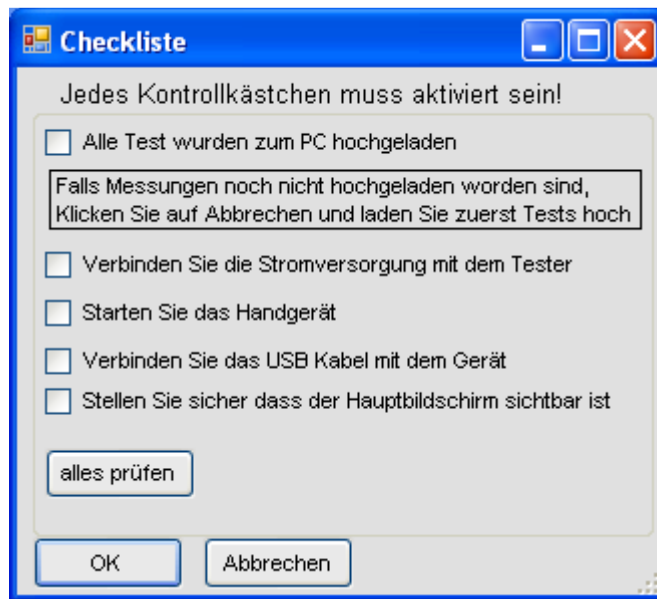 Checkliste
Jedes Kontrollkästchen muss aktiviert sein!
Alle Test wurden zum PC hochgeladen
Falls Messungen noch nicht hochgeladen worden sind,
Klicken Sie auf Abbrechen und laden Sie zuerst Tests hoch
Verbinden Sie die Stromversorgung mit dem Tester
Starten Sie das Handgerät
Verbinden Sie das USB Kabel mit dem Gerät
Stellen Sie sicher dass der Hauptbildschirm sichtbar ist
alles prüfen
OK Abbrechen